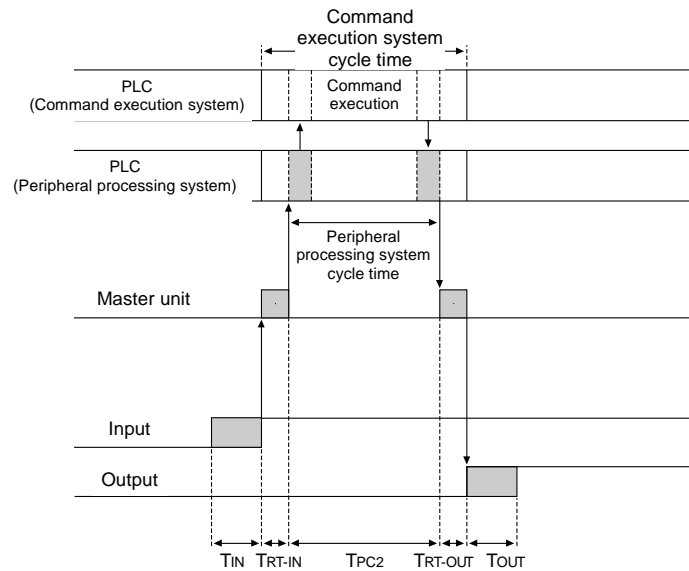 Command
execution system
cycle time
PLC
(Command execution system)
Command
execution
PLC
(Peripheral processing system)
Peripheral
processing system
cycle time
Master unit
Input
Output
TIN TRT-IN TPC2 TRT-OUT TOUT